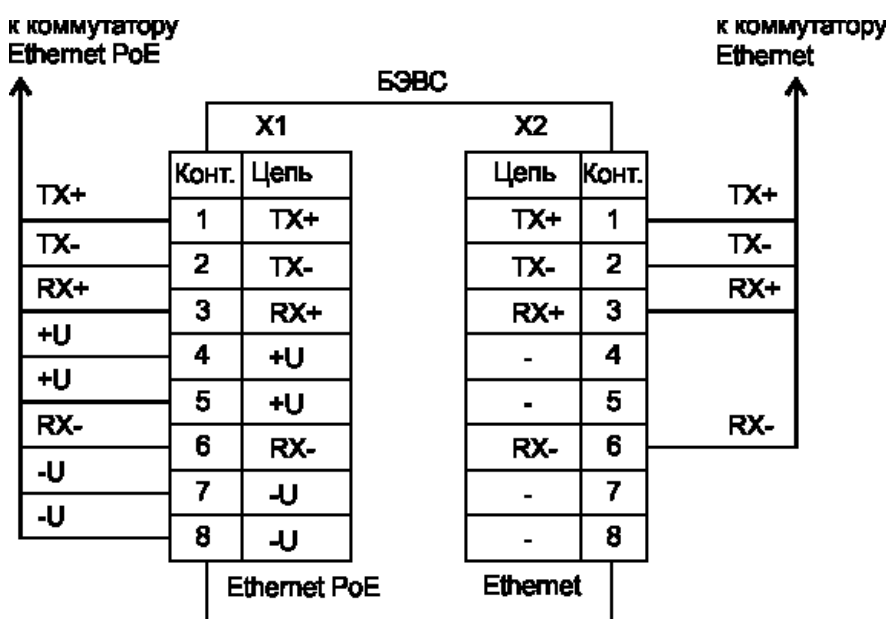 к коммутатору
Ethernet PoE
к коммутатору
Ethernet
БЭВС
X1
X2
Конт. Цепь
Цепь Конт.
TX+
1 TX+
TX+ 1
TX+
TX-
2 TX-
TX- 2
TX-
RX+
3 RX+
RX+ 3
RX+
+U
4 +U
- 4
+U
5 +U
- 5
RX-
6 RX-
RX- 6
RX-
-U
7 -U
- 7
-U
8 -U
- 8
Ethernet PoE
Ethernet